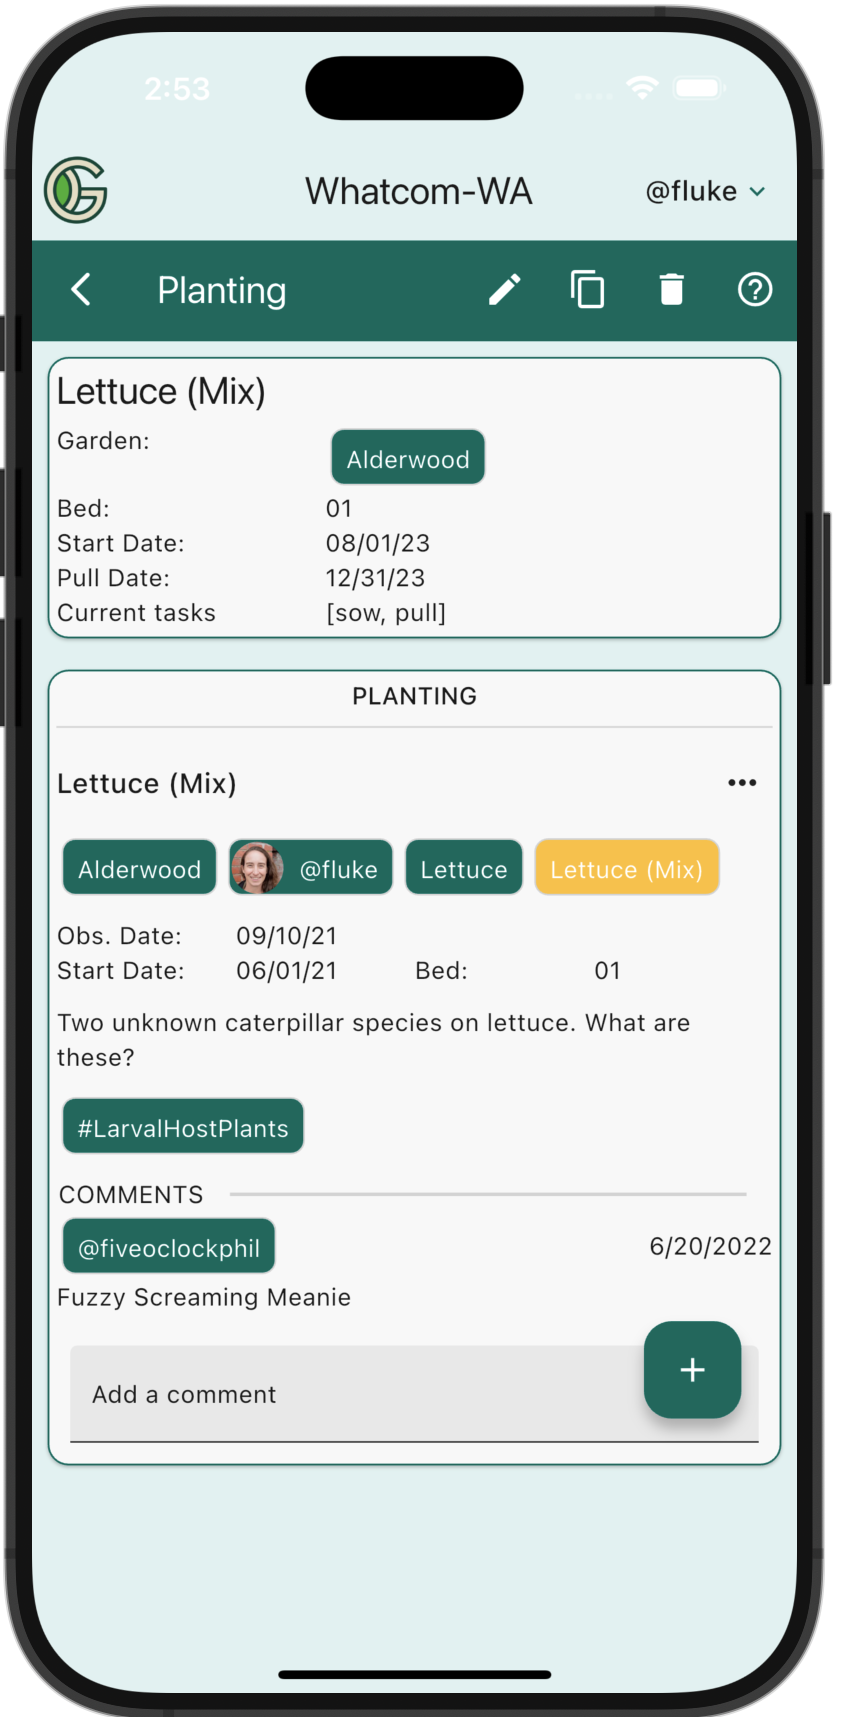 2:53
Whatcom-WA @fluke
Planting
Lettuce (Mix)
Garden: Alderwood
Bed: 01
Start Date: 08/01/23
Pull Date: 12/31/23
Current tasks [sow, pull]
PLANTING
Lettuce (Mix)
Alderwood @fluke Lettuce Lettuce (Mix)
Obs. Date: 09/10/21
Start Date: 06/01/21 Bed: 01
Two unknown caterpillar species on lettuce. What are
these?
#LarvalHostPlants
COMMENTS
@fiveoclockphil 6/20/2022
Fuzzy Screaming Meanie
Add a comment